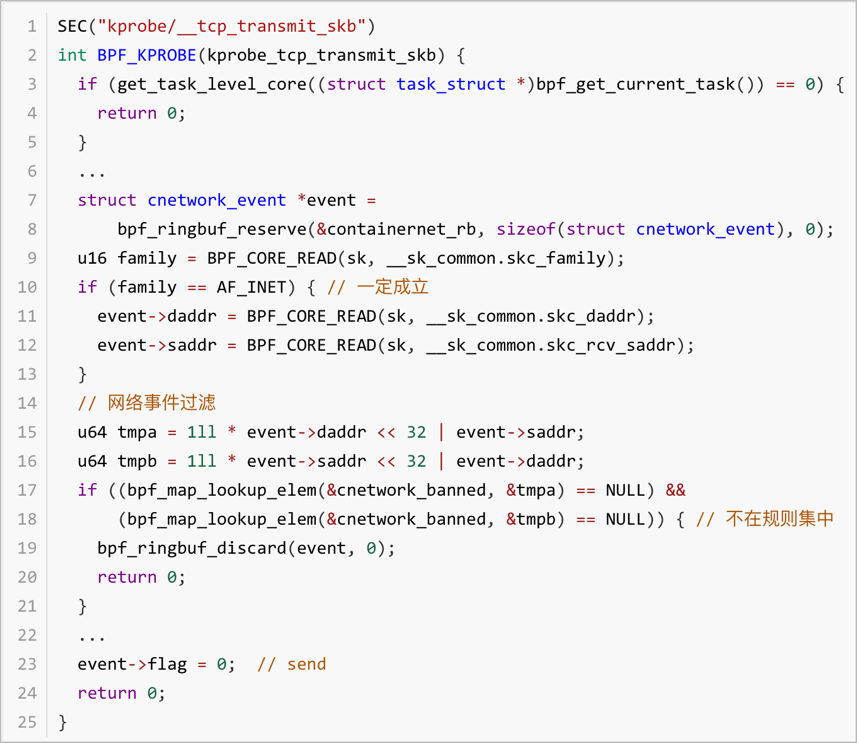 1 SEC("kprobe/__tcp_transmit_skb")
2 int BPF_KPROBE(kprobe_tcp_transmit_skb) {
3   if (get_task_level_core((struct task_struct *)bpf_get_current_task()) == 0) {
4     return 0;
5   }
6   ...
7   struct cnetwork_event *event =
8       bpf_ringbuf_reserve(&containernet_rb, sizeof(struct cnetwork_event), 0);
9   u16 family = BPF_CORE_READ(sk, __sk_common.skc_family);
10   if (family == AF_INET) { // 一定成立
11     event->daddr = BPF_CORE_READ(sk, __sk_common.skc_daddr);
12     event->saddr = BPF_CORE_READ(sk, __sk_common.skc_rcv_saddr);
13   }
14   // 网络事件过滤
15   u64 tmpa = 1ll * event->daddr << 32 | event->saddr;
16   u64 tmpb = 1ll * event->saddr << 32 | event->daddr;
17   if ((bpf_map_lookup_elem(&cnetwork_banned, &tmpa) == NULL) &&
18       (bpf_map_lookup_elem(&cnetwork_banned, &tmpb) == NULL)) { // 不在规则集中
19     bpf_ringbuf_discard(event, 0);
20     return 0;
21   }
22   ...
23   event->flag = 0;  // send
24   return 0;
25 }